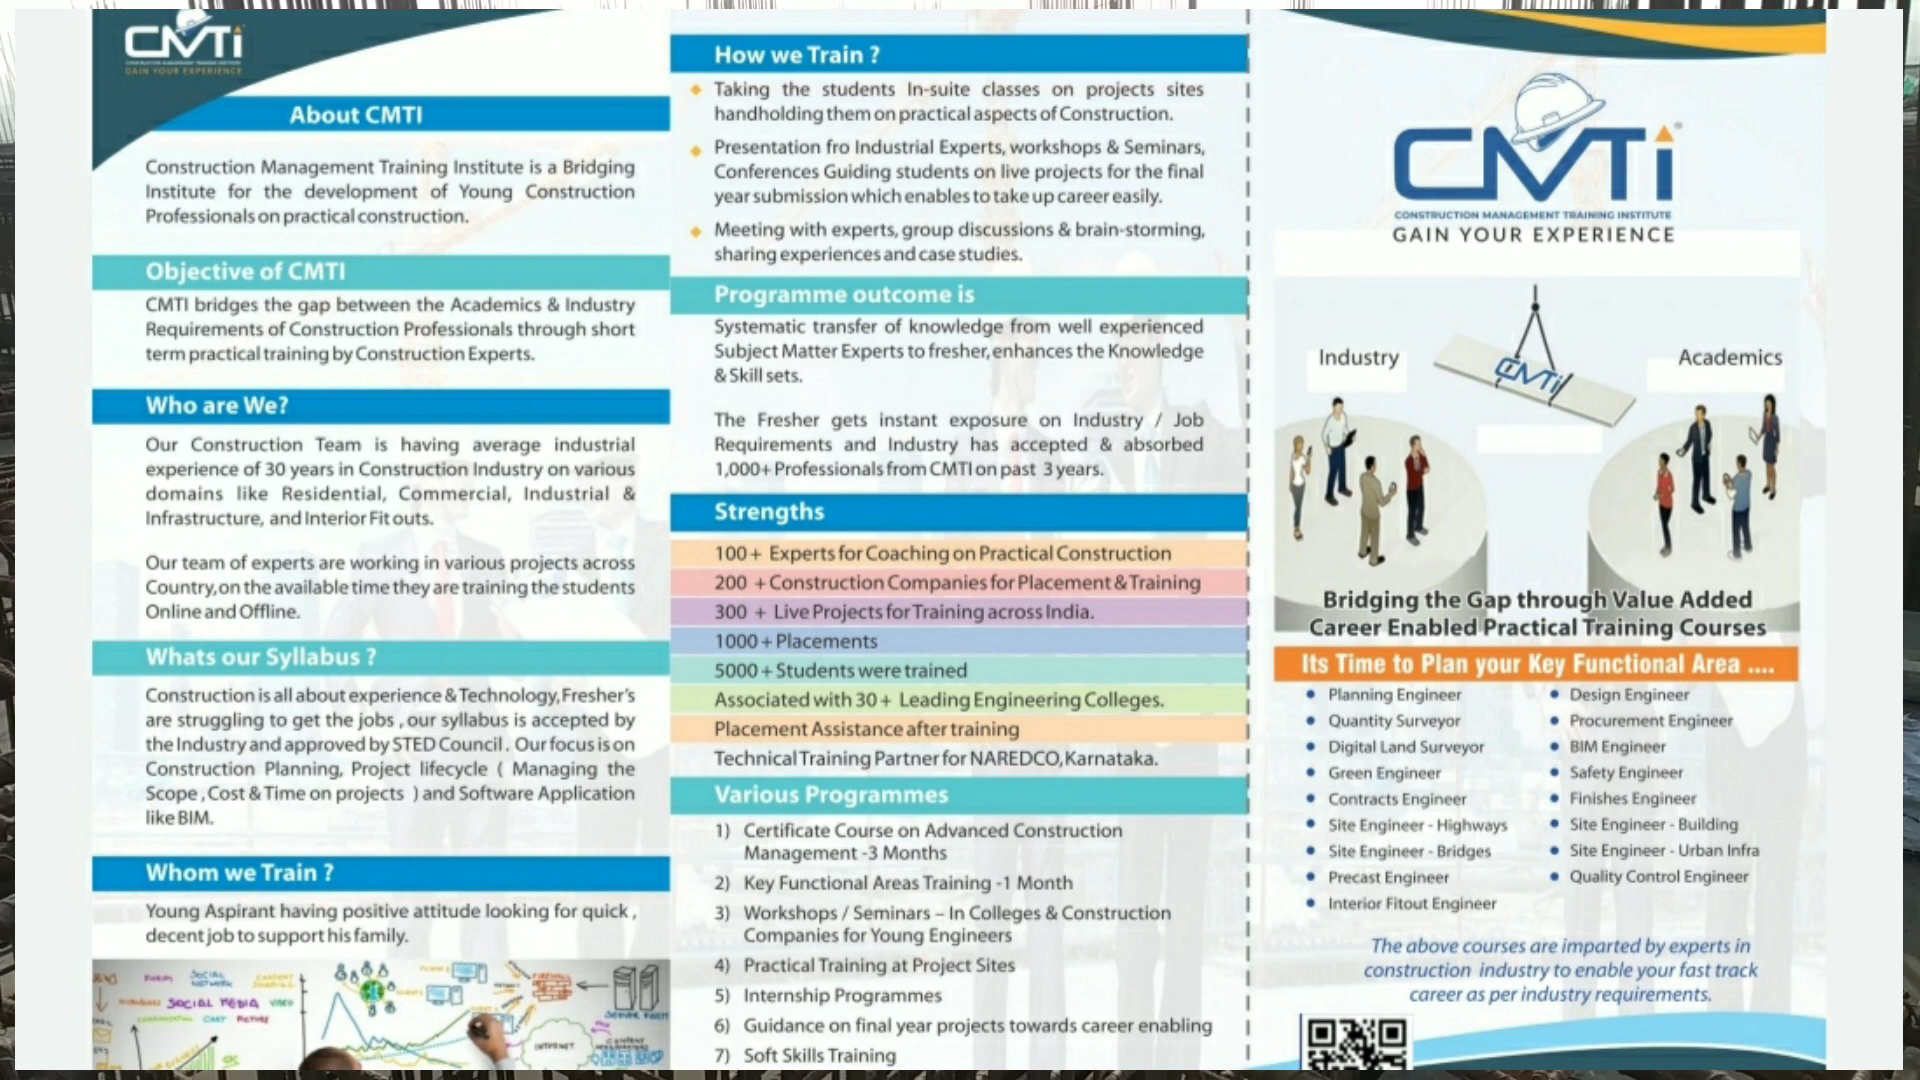 CMTi
GAIN YOUR EXPERIENCE
About CMTI
Construction Management Training Institute is a Bridging
Institute for the development of Young Construction
Professionals on practical construction.
Objective of CMTI
CMTI bridges the gap between the Academics & Industry
Requirements of Construction Professionals through short
term practical training by Construction Experts.
Who are We?
Our Construction Team is having average industrial
experience of 30 years in Construction Industry on various
domains like Residential, Commercial, Industrial &
Infrastructure, and Interior Fit outs.
Our team of experts are working in various projects across
Country,on the available time they are training the students
Online and Offline.
Whats our Syllabus ?
Construction is all about experience & Technology,Fresher's
are struggling to get the jobs , our syllabus is accepted by
the Industry and approved by STED Council . Our focus is on
Construction Planning, Project lifecycle ( Managing the
Scope , Cost & Time on projects ) and Software Application
like BIM.
Whom we Train ?
Young Aspirant having positive attitude looking for quick ,
decent job to support his family.
SOCIAL
NETWORK
SOCIAL MEDIA VIDEO
CHAT PICTURE
FIREWALL
INTERNET
How we Train ?
Taking the students In-suite classes on projects sites
handholding them on practical aspects of Construction.
Presentation fro Industrial Experts, workshops & Seminars,
Conferences Guiding students on live projects for the final
year submission which enables to take up career easily.
Meeting with experts, group discussions & brain-storming,
sharing experiences and case studies.
Programme outcome is
Systematic transfer of knowledge from well experienced
Subject Matter Experts to fresher, enhances the Knowledge
& Skill sets.
The Fresher gets instant exposure on Industry / Job
Requirements and Industry has accepted & absorbed
1,000+ Professionals from CMTI on past 3 years.
Strengths
100 + Experts for Coaching on Practical Construction
200 + Construction Companies for Placement & Training
300 + Live Projects for Training across India.
1000 + Placements
5000 + Students were trained
Associated with 30 + Leading Engineering Colleges.
Placement Assistance after training
Technical Training Partner for NAREDCO, Karnataka.
Various Programmes
1) Certificate Course on Advanced Construction
Management -3 Months
2) Key Functional Areas Training -1 Month
3) Workshops / Seminars – In Colleges & Construction
Companies for Young Engineers
4) Practical Training at Project Sites
5) Internship Programmes
6) Guidance on final year projects towards career enabling
7) Soft Skills Training
CMTi®
CONSTRUCTION MANAGEMENT TRAINING INSTITUTE
GAIN YOUR EXPERIENCE
Industry
CMTi
Academics
Bridging the Gap through Value Added
Career Enabled Practical Training Courses
Its Time to Plan your Key Functional Area ....
Planning Engineer
Quantity Surveyor
Digital Land Surveyor
Green Engineer
Contracts Engineer
Site Engineer - Highways
Site Engineer - Bridges
Precast Engineer
Interior Fitout Engineer
Design Engineer
Procurement Engineer
BIM Engineer
Safety Engineer
Finishes Engineer
Site Engineer - Building
Site Engineer - Urban Infra
Quality Control Engineer
The above courses are imparted by experts in
construction industry to enable your fast track
career as per industry requirements.